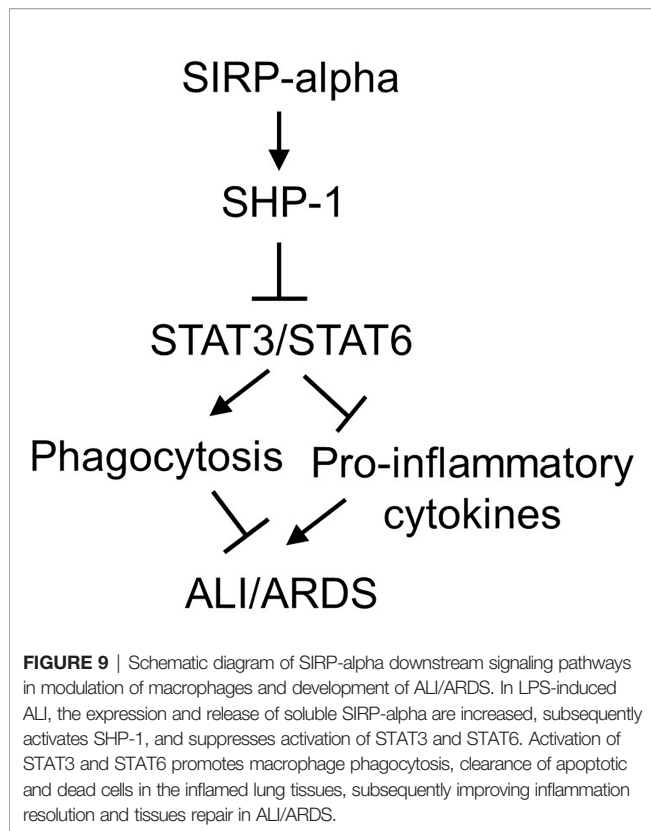 SIRP-alpha
SHP-1
STAT3/STAT6
Phagocytosis
Pro-inflammatory
cytokines
ALI/ARDS
FIGURE 9 | Schematic diagram of SIRP-alpha downstream signaling pathways
in modulation of macrophages and development of ALI/ARDS. In LPS-induced
ALI, the expression and release of soluble SIRP-alpha are increased, subsequently
activates SHP-1, and suppresses activation of STAT3 and STAT6. Activation of
STAT3 and STAT6 promotes macrophage phagocytosis, clearance of apoptotic
and dead cells in the inflamed lung tissues, subsequently improving inflammation
resolution and tissues repair in ALI/ARDS.